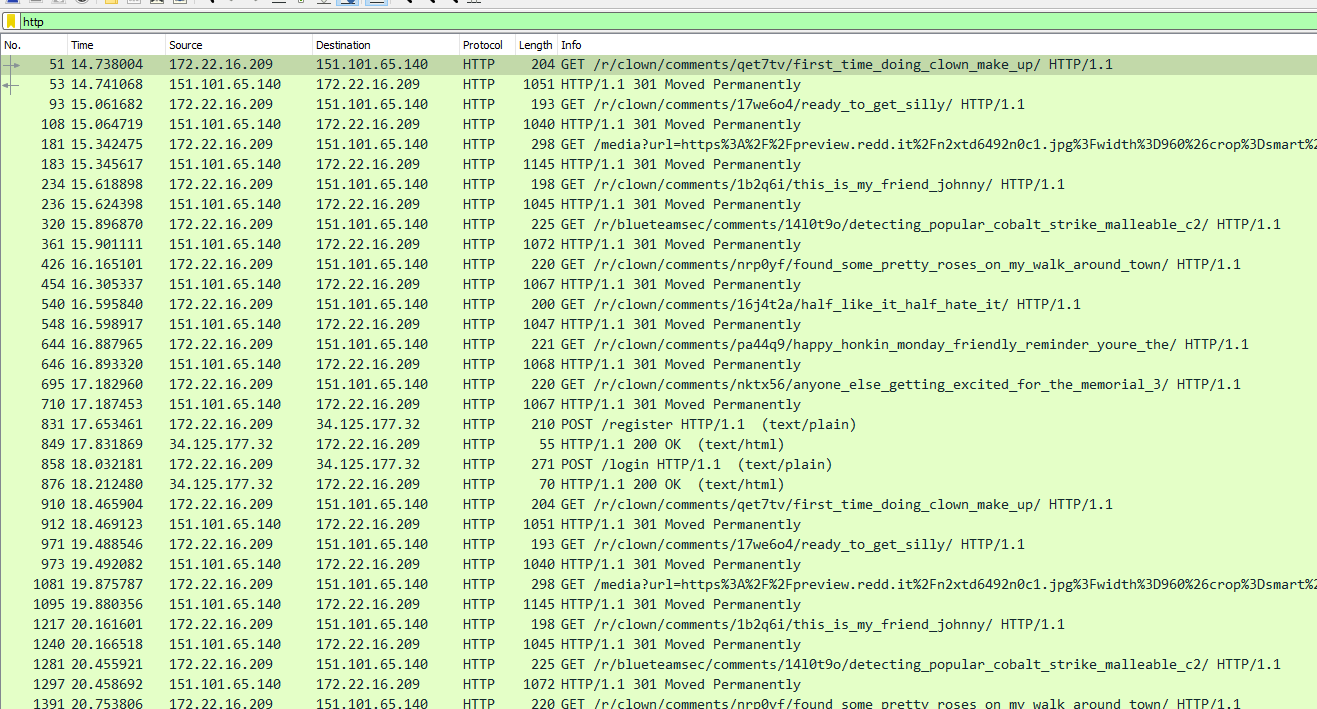 http
No. Time Source Destination Protocol Length Info
51 14.738004 172.22.16.209 151.101.65.140 HTTP 204 GET /r/clown/comments/qet7tv/first_time_doing_clown_make_up/ HTTP/1.1
53 14.741068 151.101.65.140 172.22.16.209 HTTP 1051 HTTP/1.1 301 Moved Permanently
93 15.061682 172.22.16.209 151.101.65.140 HTTP 193 GET /r/clown/comments/17we6o4/ready_to_get_silly/ HTTP/1.1
108 15.064719 151.101.65.140 172.22.16.209 HTTP 1040 HTTP/1.1 301 Moved Permanently
181 15.342475 172.22.16.209 151.101.65.140 HTTP 298 GET /media?url=https%3A%2F%2Fpreview.redd.it%2Fn2xtd6492n0c1.jpg%3Fwidth%3D960%26crop%3Dsmart%2
183 15.345617 151.101.65.140 172.22.16.209 HTTP 1145 HTTP/1.1 301 Moved Permanently
234 15.618898 172.22.16.209 151.101.65.140 HTTP 198 GET /r/clown/comments/1b2q6i/this_is_my_friend_johnny/ HTTP/1.1
236 15.624398 151.101.65.140 172.22.16.209 HTTP 1045 HTTP/1.1 301 Moved Permanently
320 15.896870 172.22.16.209 151.101.65.140 HTTP 225 GET /r/blueteamsec/comments/14l0t9o/detecting_popular_cobalt_strike_malleable_c2/ HTTP/1.1
361 15.901111 151.101.65.140 172.22.16.209 HTTP 1072 HTTP/1.1 301 Moved Permanently
426 16.165101 172.22.16.209 151.101.65.140 HTTP 220 GET /r/clown/comments/nrp0yf/found_some_pretty_roses_on_my_walk_around_town/ HTTP/1.1
454 16.305337 151.101.65.140 172.22.16.209 HTTP 1067 HTTP/1.1 301 Moved Permanently
540 16.595840 172.22.16.209 151.101.65.140 HTTP 200 GET /r/clown/comments/16j4t2a/half_like_it_half_hate_it/ HTTP/1.1
548 16.598917 151.101.65.140 172.22.16.209 HTTP 1047 HTTP/1.1 301 Moved Permanently
644 16.887965 172.22.16.209 151.101.65.140 HTTP 221 GET /r/clown/comments/pa44q9/happy_honkin_monday_friendly_reminder_youre_the/ HTTP/1.1
646 16.893320 151.101.65.140 172.22.16.209 HTTP 1068 HTTP/1.1 301 Moved Permanently
695 17.182960 172.22.16.209 151.101.65.140 HTTP 220 GET /r/clown/comments/nktx56/anyone_else_getting_excited_for_the_memorial_3/ HTTP/1.1
710 17.187453 151.101.65.140 172.22.16.209 HTTP 1067 HTTP/1.1 301 Moved Permanently
831 17.653461 172.22.16.209 34.125.177.32 HTTP 210 POST /register HTTP/1.1 (text/plain)
849 17.831869 34.125.177.32 172.22.16.209 HTTP 55 HTTP/1.1 200 OK (text/html)
858 18.032181 172.22.16.209 34.125.177.32 HTTP 271 POST /login HTTP/1.1 (text/plain)
876 18.212480 34.125.177.32 172.22.16.209 HTTP 70 HTTP/1.1 200 OK (text/html)
910 18.465904 172.22.16.209 151.101.65.140 HTTP 204 GET /r/clown/comments/qet7tv/first_time_doing_clown_make_up/ HTTP/1.1
912 18.469123 151.101.65.140 172.22.16.209 HTTP 1051 HTTP/1.1 301 Moved Permanently
971 19.488546 172.22.16.209 151.101.65.140 HTTP 193 GET /r/clown/comments/17we6o4/ready_to_get_silly/ HTTP/1.1
973 19.492082 151.101.65.140 172.22.16.209 HTTP 1040 HTTP/1.1 301 Moved Permanently
1081 19.875787 172.22.16.209 151.101.65.140 HTTP 298 GET /media?url=https%3A%2F%2Fpreview.redd.it%2Fn2xtd6492n0c1.jpg%3Fwidth%3D960%26crop%3Dsmart%2
1095 19.880356 151.101.65.140 172.22.16.209 HTTP 1145 HTTP/1.1 301 Moved Permanently
1217 20.161601 172.22.16.209 151.101.65.140 HTTP 198 GET /r/clown/comments/1b2q6i/this_is_my_friend_johnny/ HTTP/1.1
1240 20.166518 151.101.65.140 172.22.16.209 HTTP 1045 HTTP/1.1 301 Moved Permanently
1281 20.455921 172.22.16.209 151.101.65.140 HTTP 225 GET /r/blueteamsec/comments/14l0t9o/detecting_popular_cobalt_strike_malleable_c2/ HTTP/1.1
1297 20.458692 151.101.65.140 172.22.16.209 HTTP 1072 HTTP/1.1 301 Moved Permanently
1391 20.753806 172.22.16.209 151.101.65.140 HTTP 220 GET /r/clown/comments/nrp0yf/found_some_pretty_roses_on_my_walk_around_town/ HTTP/1.1